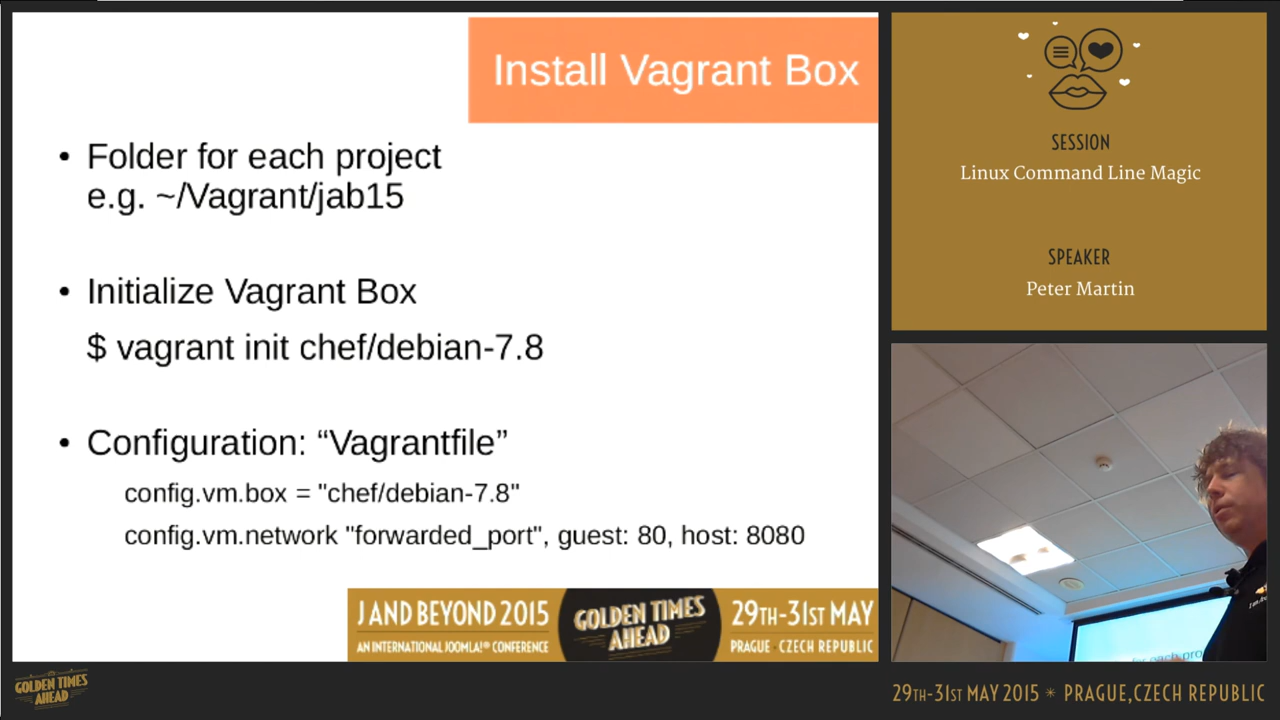 Install Vagrant Box
• Folder for each project
e.g. ~/Vagrant/jab15
• Initialize Vagrant Box
$ vagrant init chef/debian-7.8
• Configuration: “Vagrantfile”
config.vm.box = "chef/debian-7.8"
config.vm.network "forwarded_port", guest: 80, host: 8080
J AND BEYOND 2015
AN INTERNATIONAL JOOMLA!® CONFERENCE
GOLDEN TIMES
AHEAD
29TH-31ST MAY
PRAGUE - CZECH REPUBLIC
SESSION
Linux Command Line Magic
SPEAKER
Peter Martin
GOLDEN TIMES
AHEAD
29TH-31ST MAY 2015 * PRAGUE, CZECH REPUBLIC